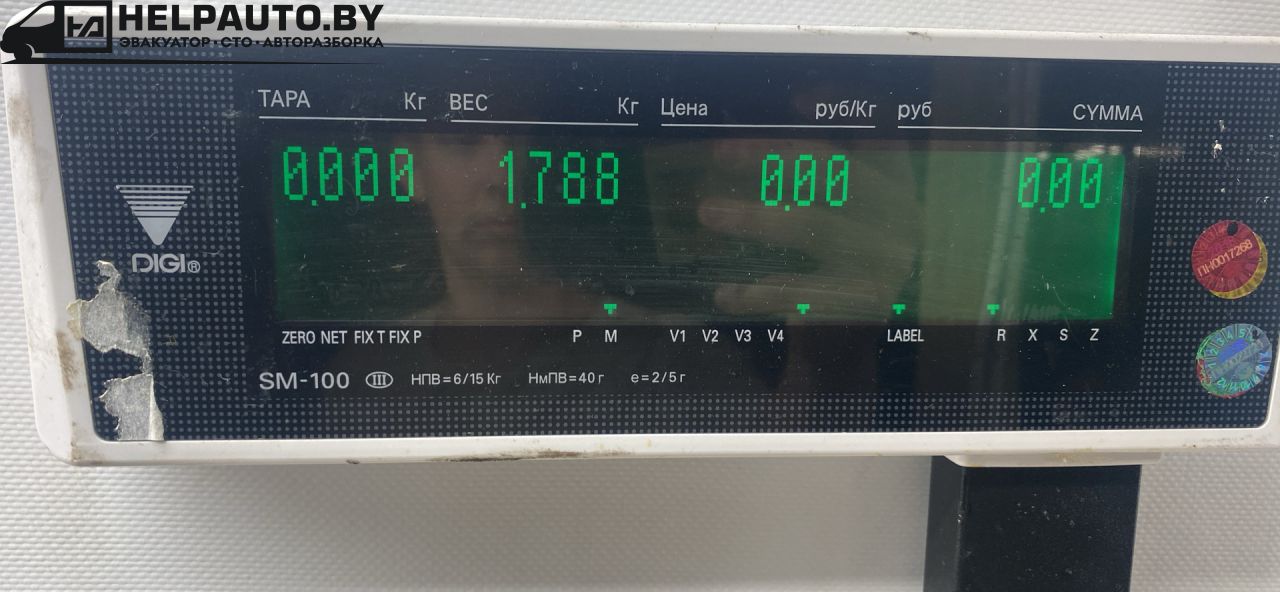 HELPAUTO.BY
ЭВАКУАТОР·СТО·АВТОРАЗБОРКА
ТАРА Кг ВЕС Кг Цена руб/Кг руб СУММА
0.000 1.788 0.00 0.00
DIGI®
ПН0017268
ZERO NET FIX T FIX P P M V1 V2 V3 V4 LABEL R X S Z
SM-100 III НПВ=6/15 Кг НмПВ=40 г е=2/5 г